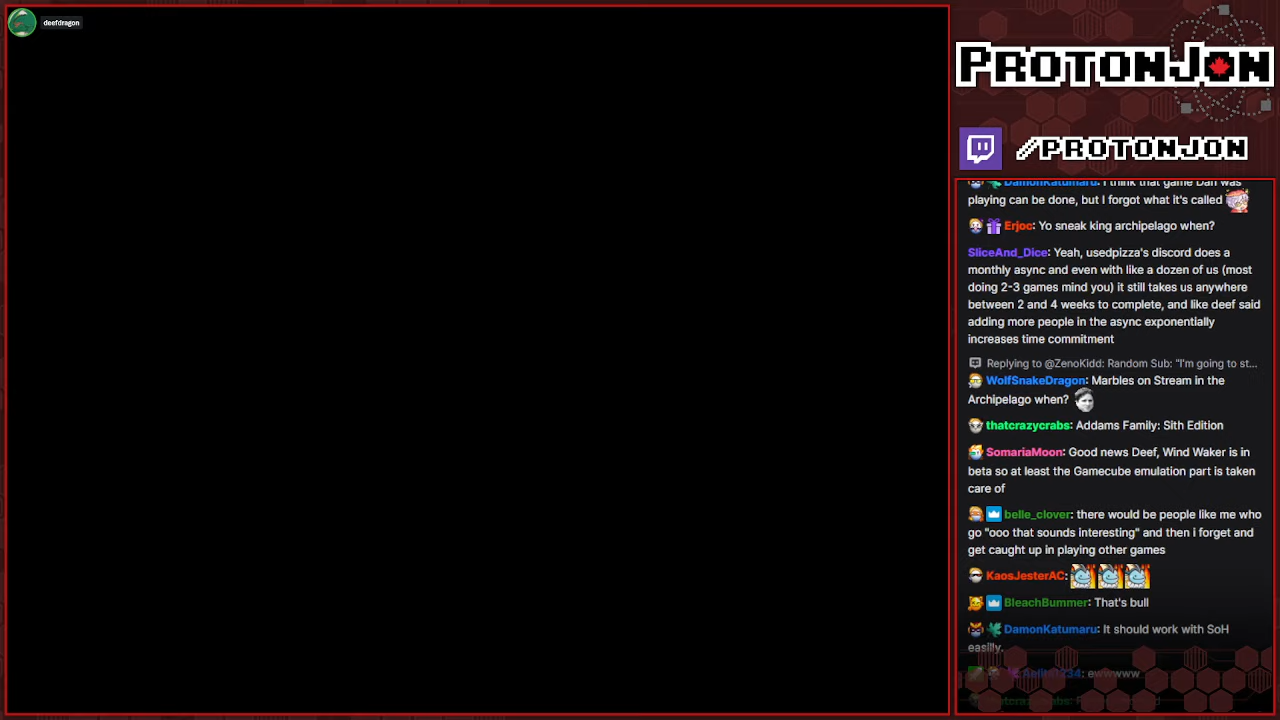 deefdragon
PROTONJON
/PROTONJON
DamonKatumaru: I think that game Dan was
playing can be done, but I forgot what it's called
Erjoc: Yo sneak king archipelago when?
SliceAnd_Dice: Yeah, usedpizza's discord does a
monthly async and even with like a dozen of us (most
doing 2-3 games mind you) it still takes us anywhere
between 2 and 4 weeks to complete, and like deef said
adding more people in the async exponentially
increases time commitment
Replying to @ZenoKidd: Random Sub: "I'm going to st...
WolfSnakeDragon: Marbles on Stream in the
Archipelago when?
thatcrazycrabs: Addams Family: Sith Edition
SomariaMoon: Good news Deef, Wind Waker is in
beta so at least the Gamecube emulation part is taken
care of
belle_clover: there would be people like me who
go "ooo that sounds interesting" and then i forget and
get caught up in playing other games
KaosJesterAC:
BleachBummer: That's bull
DamonKatumaru: It should work with SoH
easilly.
: ewwwww